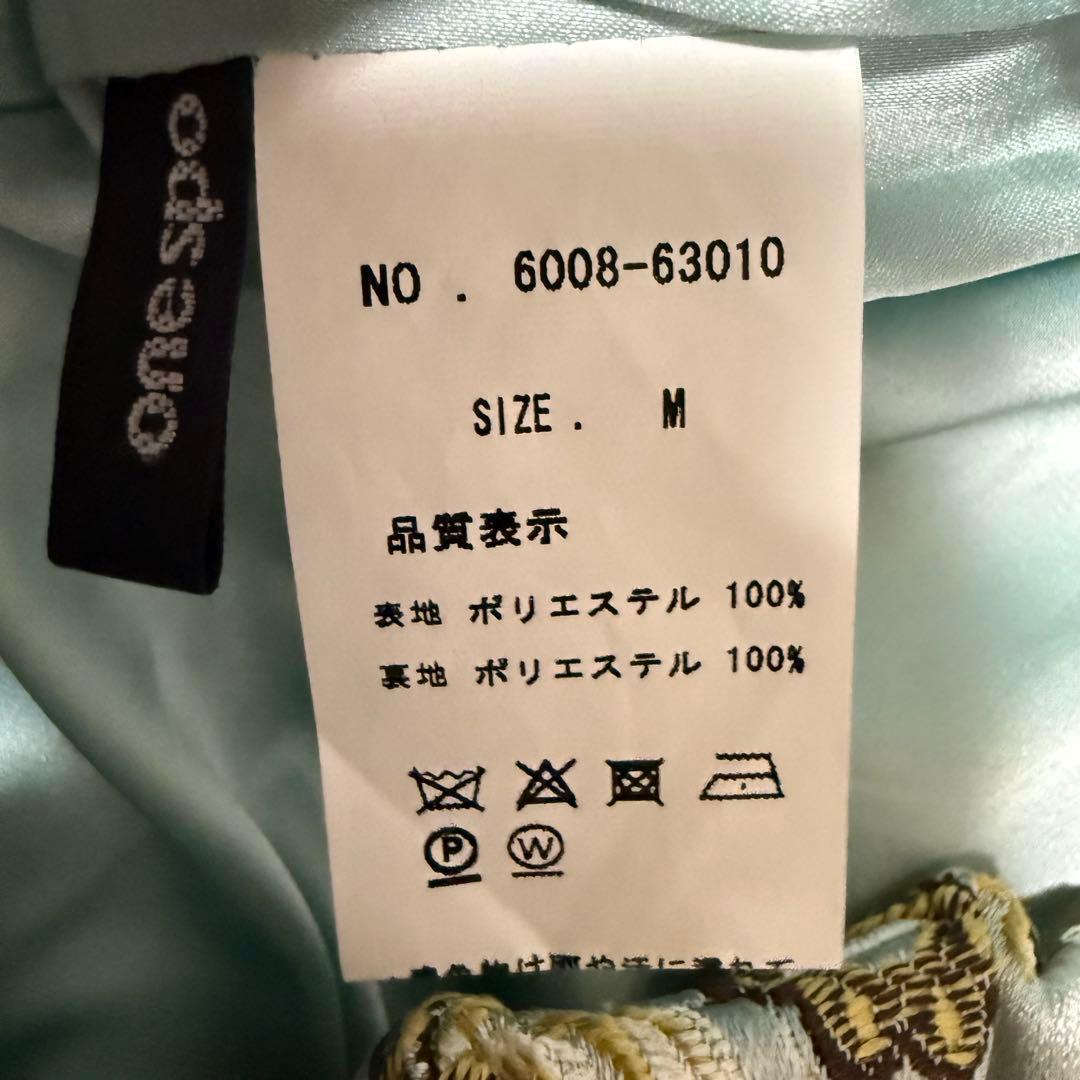 one spo
NO . 6008-63010
SIZE . M
品質表示
表地 ポリエステル 100%
裏地 ポリエステル 100%
P W